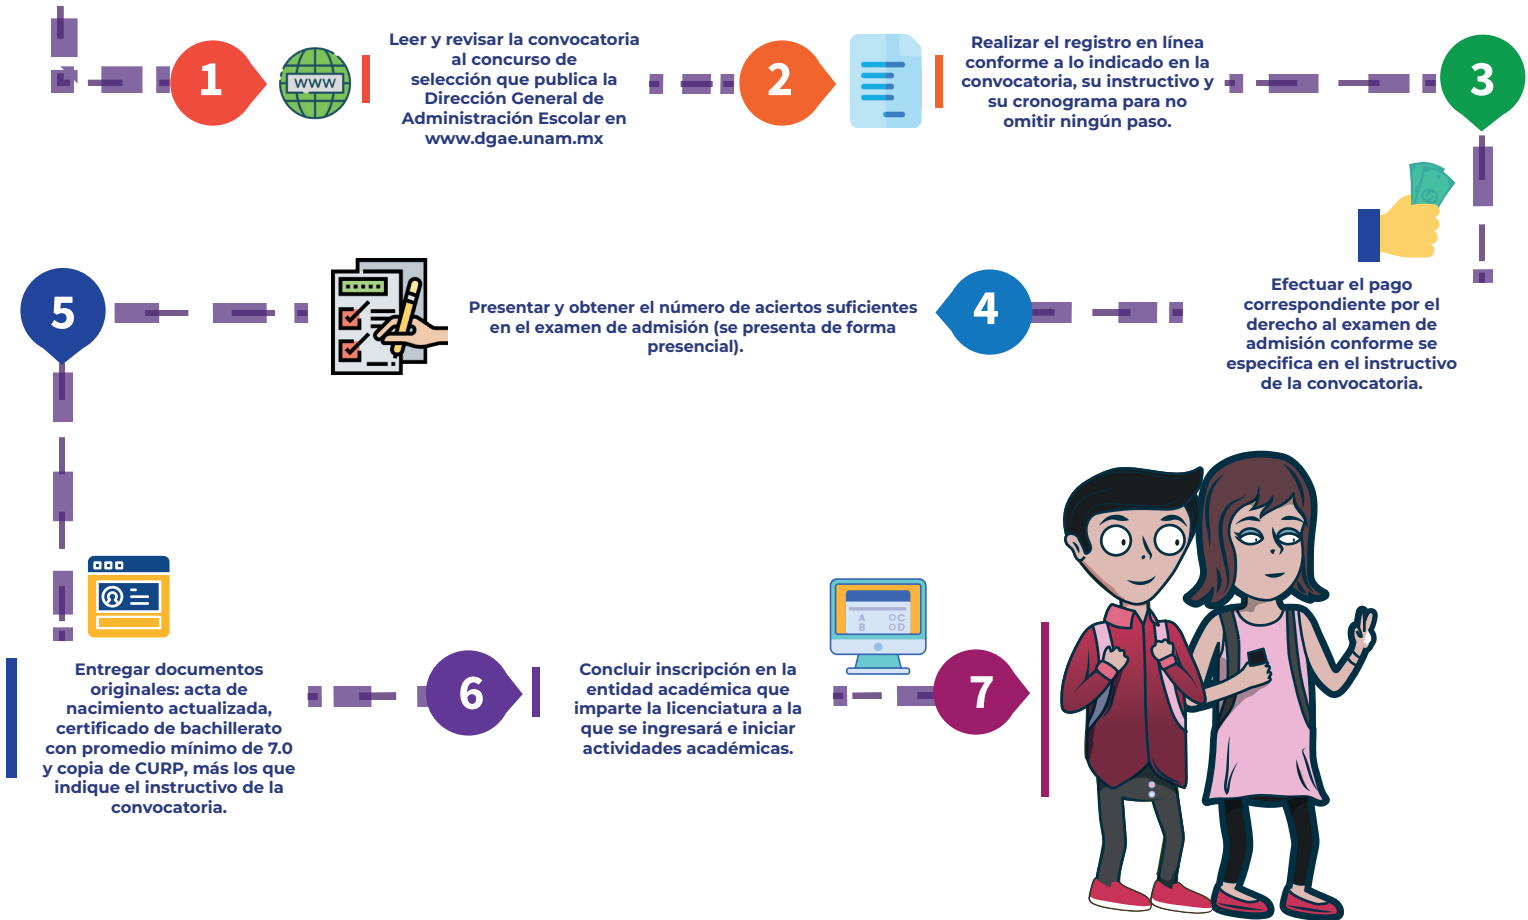 1
WWW
Leer y revisar la convocatoria
al concurso de
selección que publica la
Dirección General de
Administración Escolar en
www.dgae.unam.mx
2
Realizar el registro en línea
conforme a lo indicado en la
convocatoria, su instructivo y
su cronograma para no
omitir ningún paso.
3
Efectuar el pago
correspondiente por el
derecho al examen de
admisión conforme se
especifica en el instructivo
de la convocatoria.
4
Presentar y obtener el número de aciertos suficientes
en el examen de admisión (se presenta de forma
presencial).
5
Entregar documentos
originales: acta de
nacimiento actualizada,
certificado de bachillerato
con promedio mínimo de 7.0
y copia de CURP, más los que
indique el instructivo de la
convocatoria.
6
Concluir inscripción en la
entidad académica que
imparte la licenciatura a la
que se ingresará e iniciar
actividades académicas.
A C
B D
7